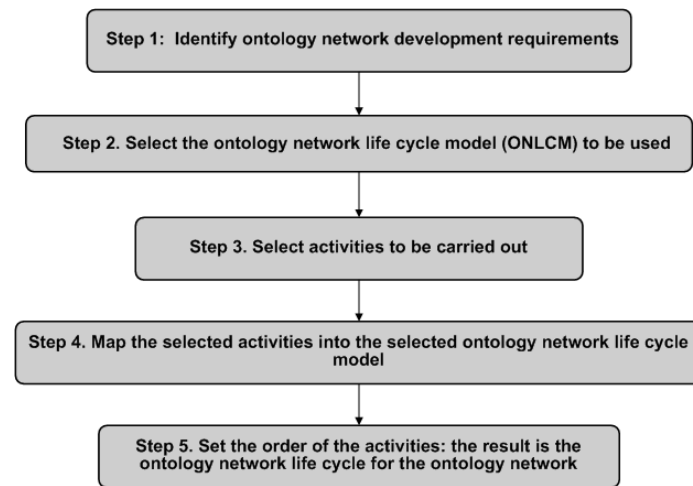 Step 1: Identify ontology network development requirements
Step 2. Select the ontology network life cycle model (ONLCM) to be used
Step 3. Select activities to be carried out
Step 4. Map the selected activities into the selected ontology network life cycle
model
Step 5. Set the order of the activities: the result is the
ontology network life cycle for the ontology network